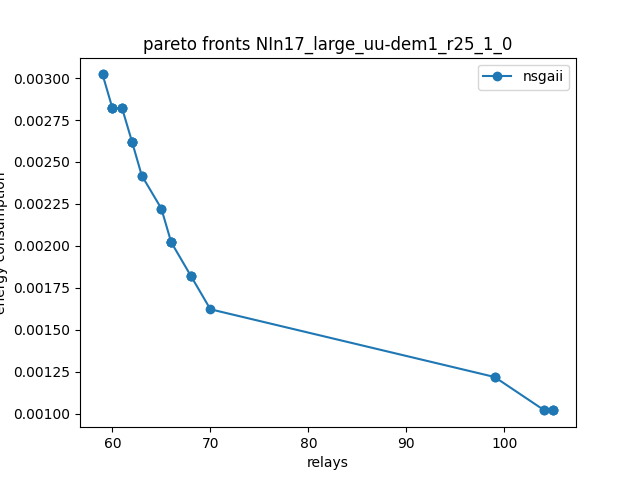 pareto fronts NIn17_large_uu-dem1_r25_1_0
nsgaii
0.00300
0.00275
0.00250
0.00225
0.00200
0.00175
0.00150
0.00125
0.00100
energy consumption
60 70 80 90 100
relays